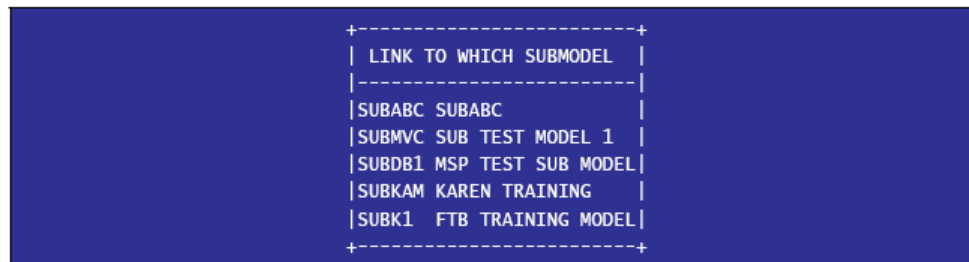 +-------------------------+
| LINK TO WHICH SUBMODEL  |
|-------------------------|
|SUBABC SUBABC            |
|SUBMVC SUB TEST MODEL 1  |
|SUBDB1 MSP TEST SUB MODEL|
|SUBKAM KAREN TRAINING    |
|SUBK1  FTB TRAINING MODEL|
+-------------------------+